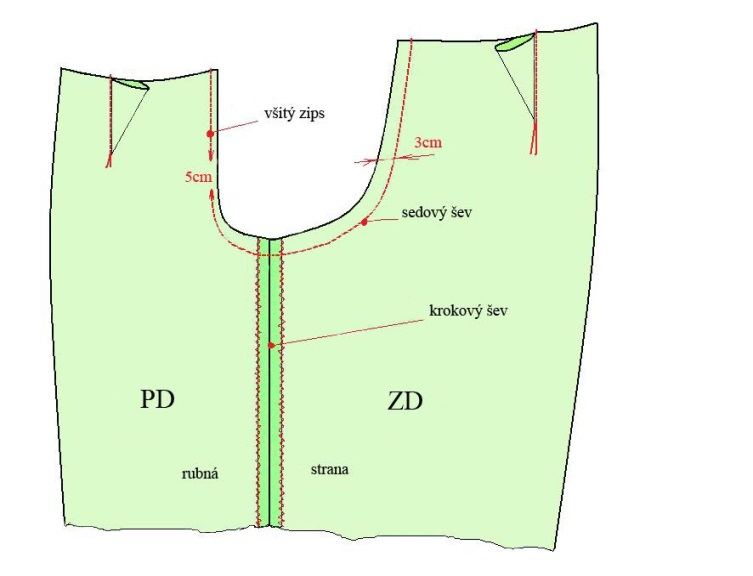 všitý zips
3cm
5cm
sedový šev
krokový šev
PD
ZD
rubná strana